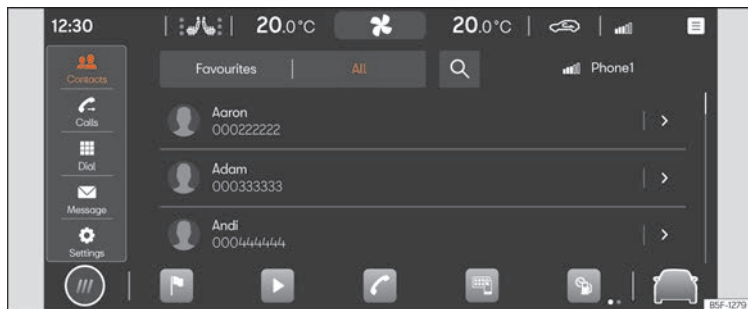 12:30 20.0°C 20.0°C
Contacts Favourites All Phone1
Calls
Dial
Message
Settings
Aaron
000222222
Adam
000333333
Andi
000444444
B5F-1279